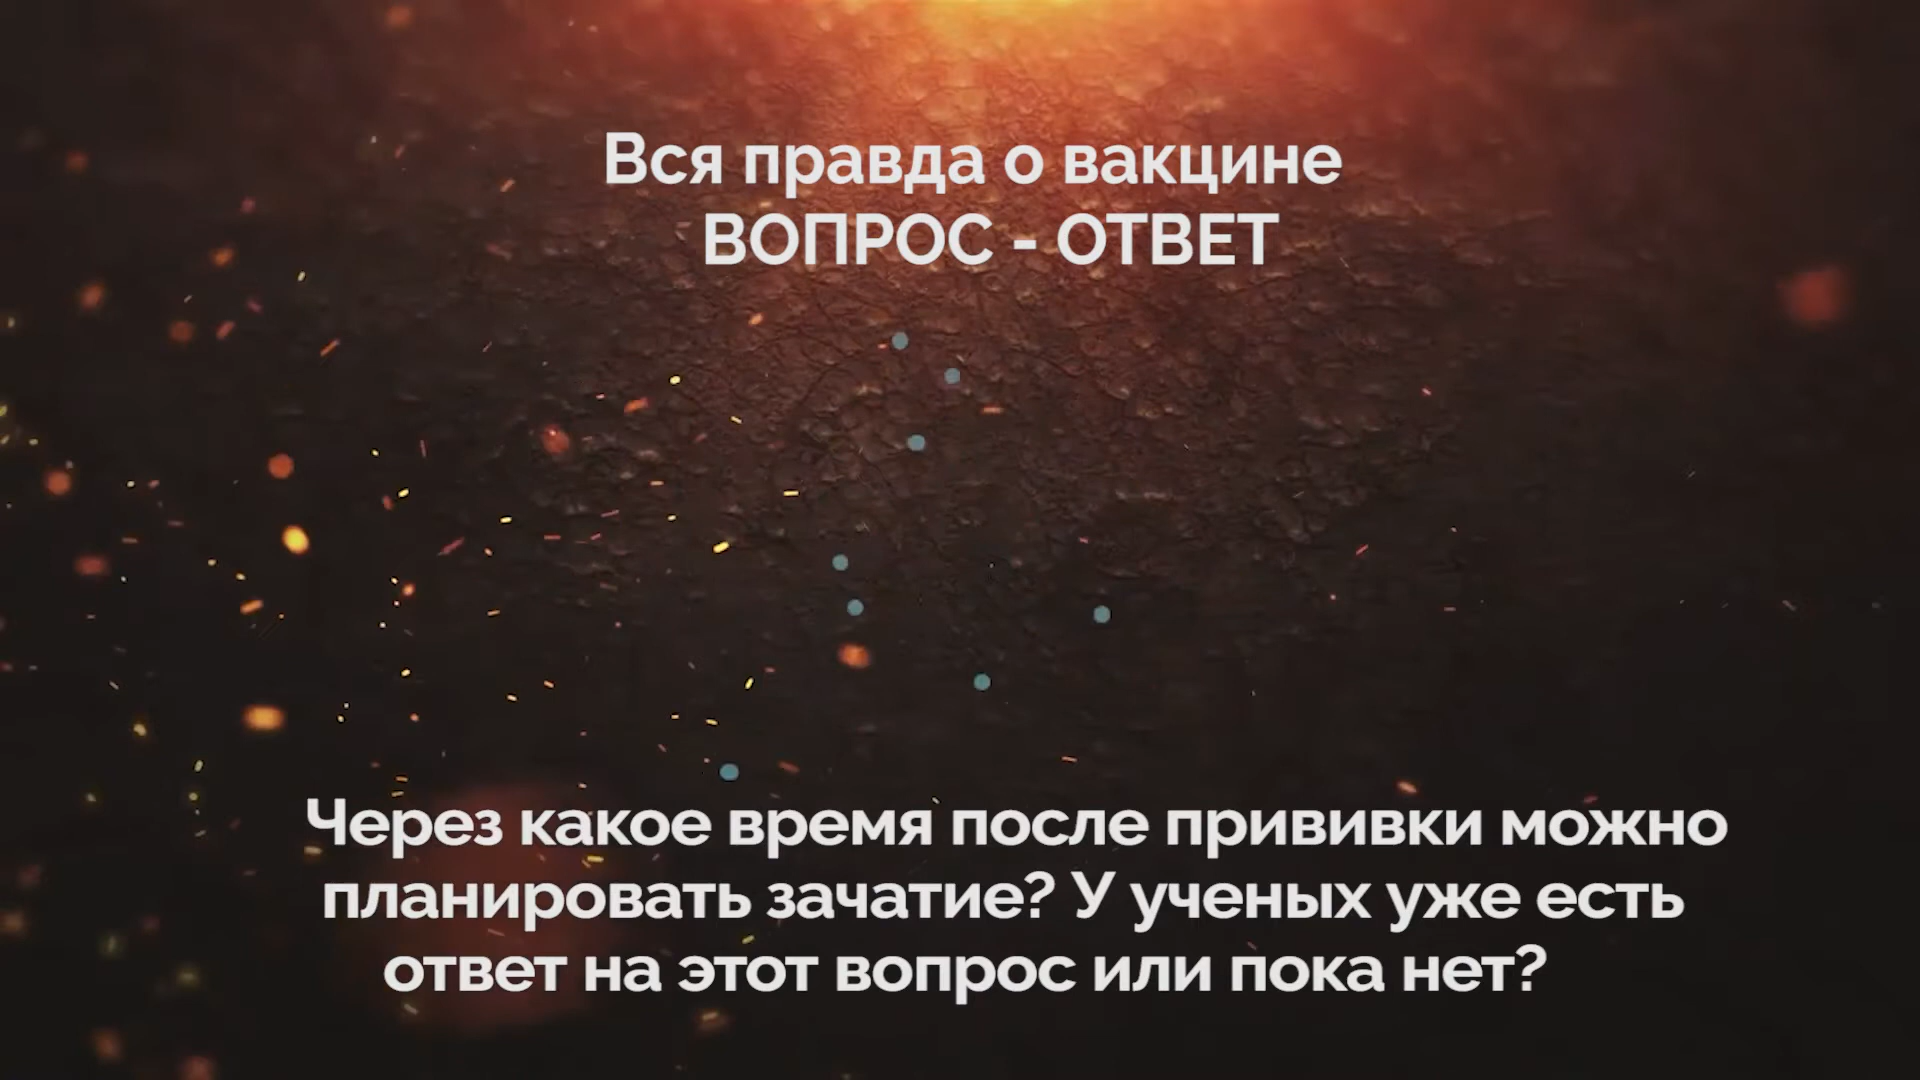 Вся правда о вакцине
ВОПРОС - ОТВЕТ
Через какое время после прививки можно
планировать зачатие? У ученых уже есть
ответ на этот вопрос или пока нет?